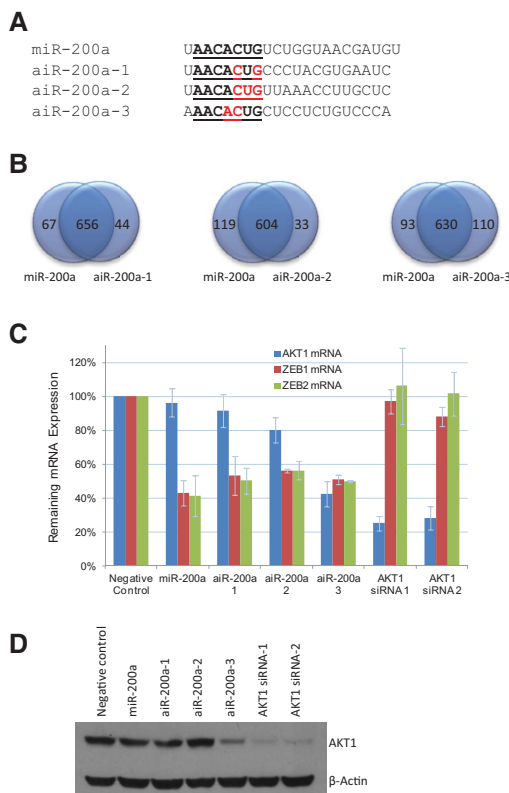 A
miR-200a UAACACUGUCUGGUAACGAUGU
aiR-200a-1 UAACACUGCCCUACGUGAAUC
aiR-200a-2 UAACACUGUUAAACCUUGCUC
aiR-200a-3 AAACACUGCUCCUCUGUCCCA
B
67 656 44
miR-200a aiR-200a-1
119 604 33
miR-200a aiR-200a-2
93 630 110
miR-200a aiR-200a-3
C
Remaining mRNA Expression
120%
100%
80%
60%
40%
20%
0%
AKT1 mRNA
ZEB1 mRNA
ZEB2 mRNA
Negative Control
miR-200a
aiR-200a 1
aiR-200a 2
aiR-200a 3
AKT1 siRNA1
AKT1 siRNA2
D
Negative control
miR-200a
aiR-200a-1
aiR-200a-2
aiR-200a-3
AKT1 siRNA-1
AKT1 siRNA-2
AKT1
β-Actin